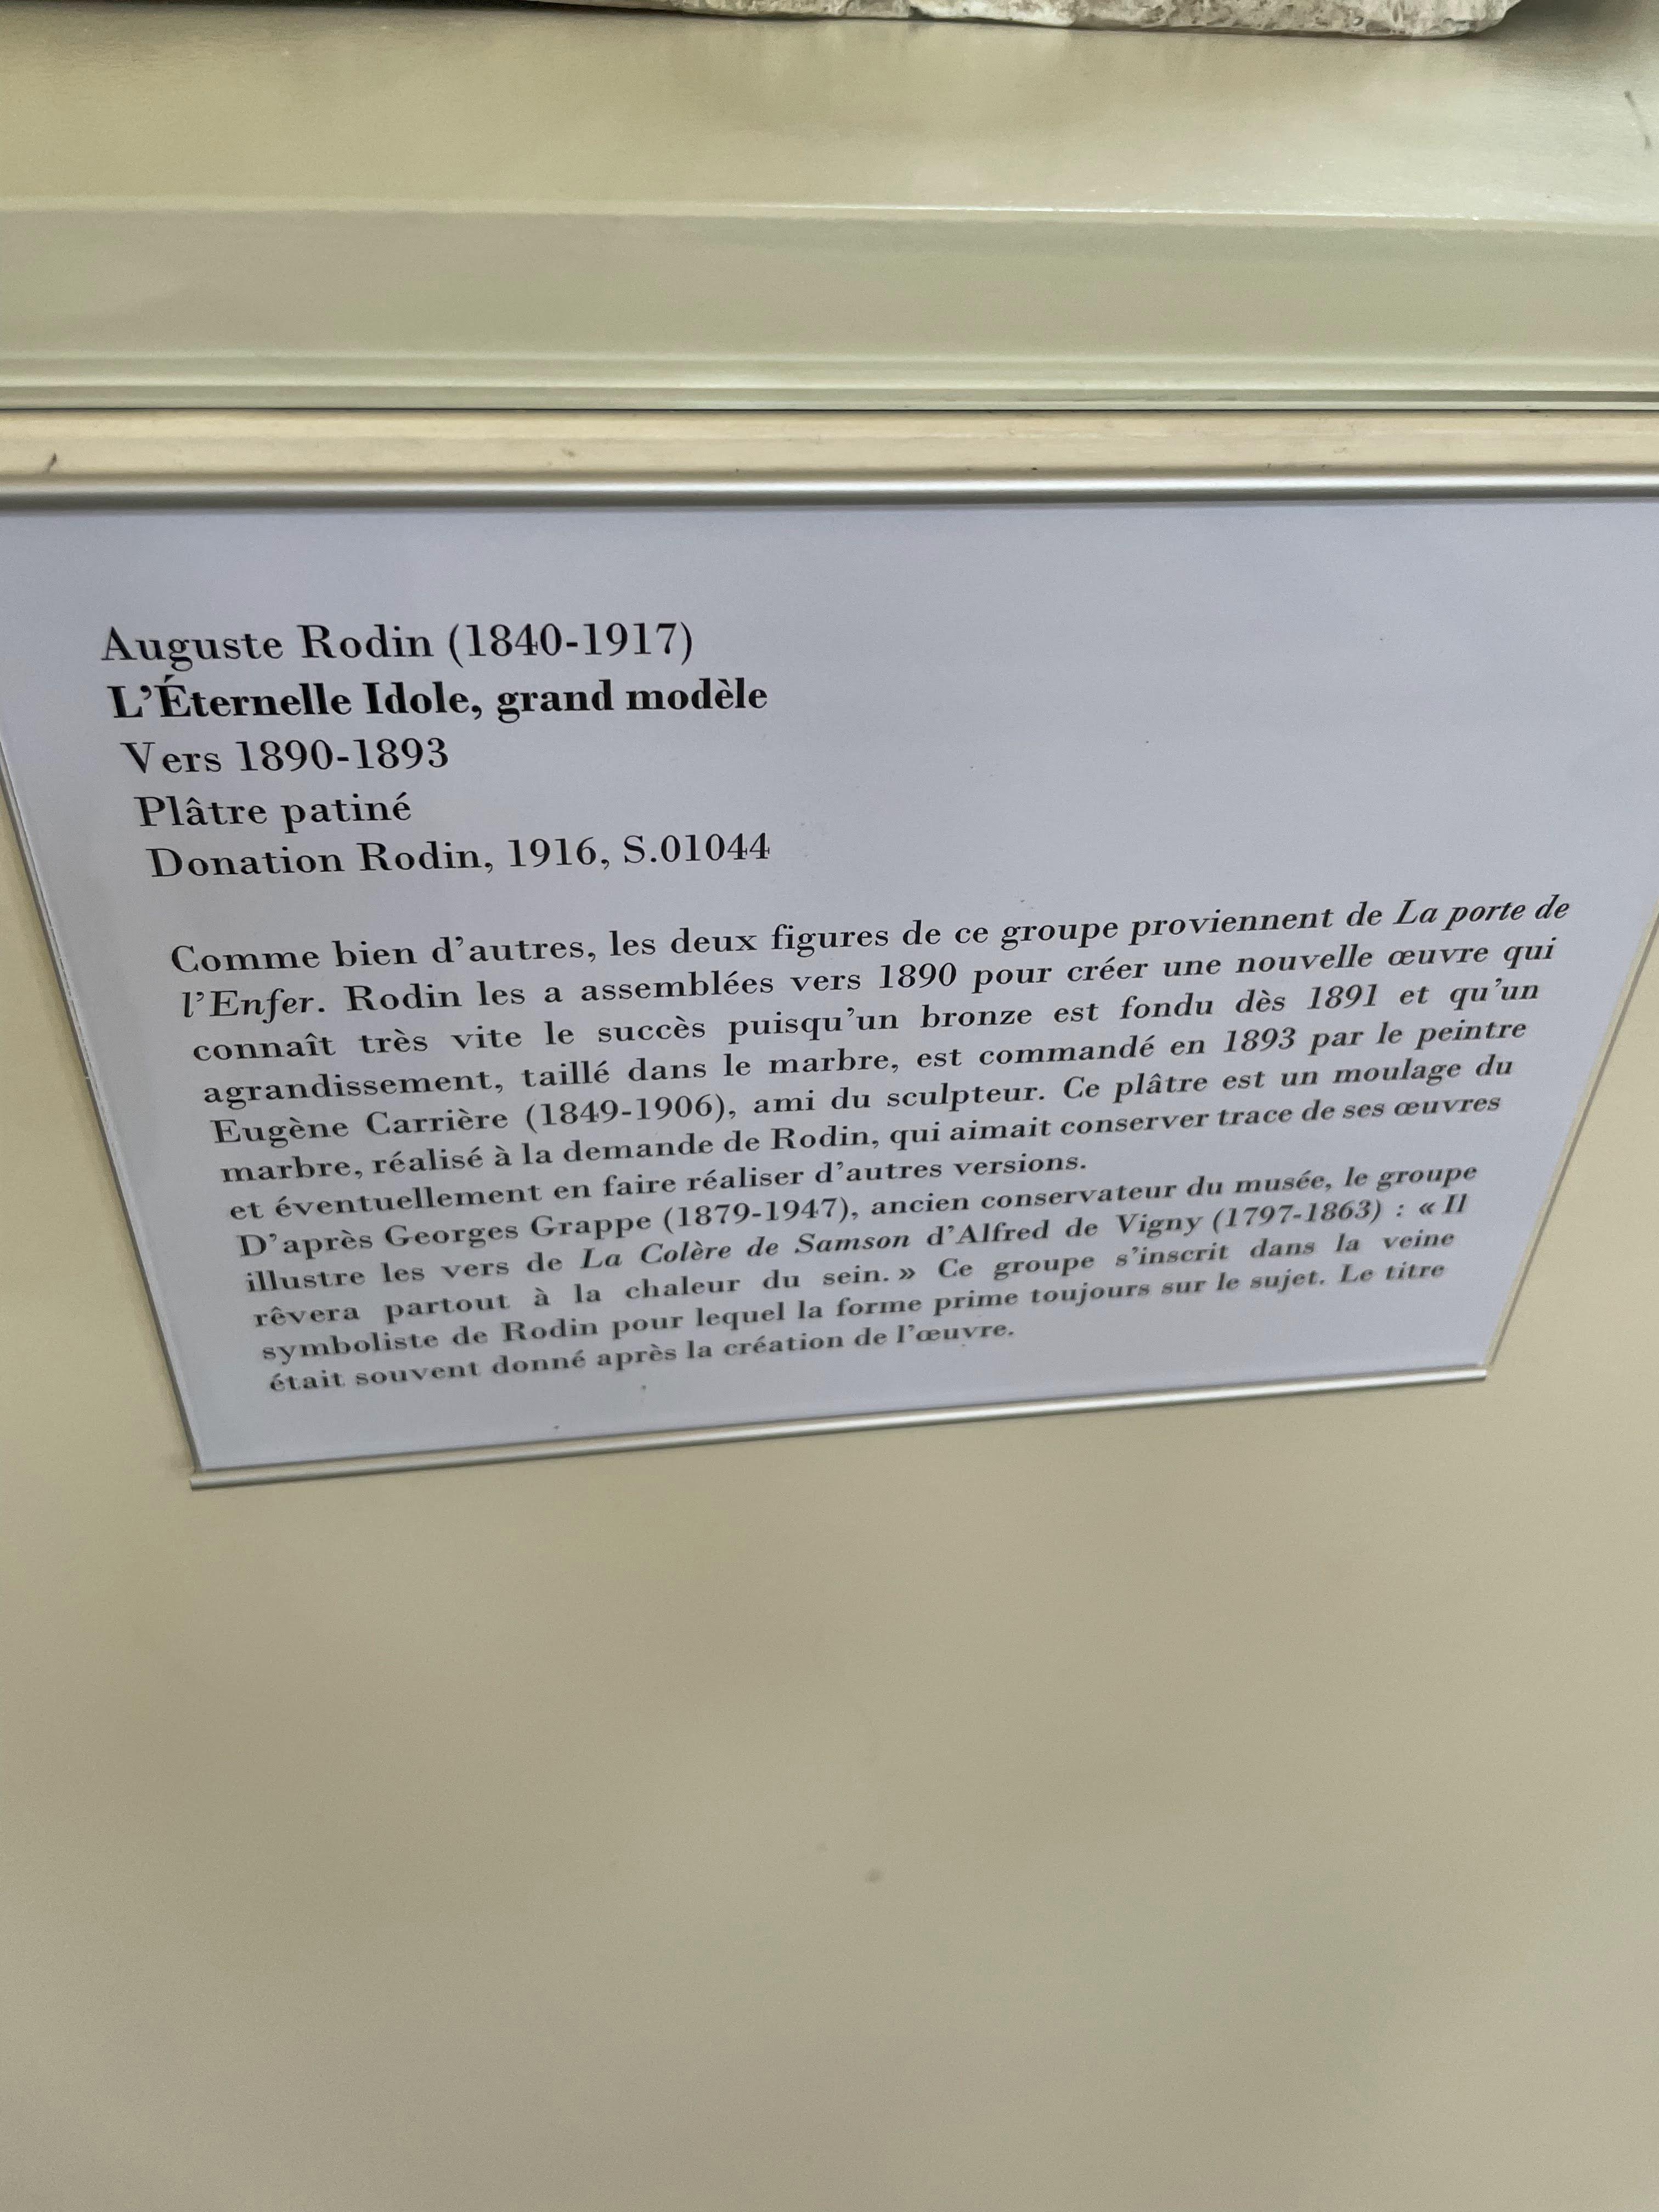 Auguste Rodin (1840-1917)
L'Éternelle Idole, grand modèle
Vers 1890-1893
Plâtre patiné
Donation Rodin, 1916, S.01044
Comme bien d'autres, les deux figures de ce groupe proviennent de La porte de
l'Enfer. Rodin les a assemblées vers 1890 pour créer une nouvelle œuvre qui
connaît très vite le succès puisqu'un bronze est fondu dès 1891 et qu'un
agrandissement, taillé dans le marbre, est commandé en 1893 par le peintre
Eugène Carrière (1849-1906), ami du sculpteur. Ce plâtre est un moulage du
marbre, réalisé à la demande de Rodin, qui aimait conserver trace de ses œuvres
et éventuellement en faire réaliser d'autres versions.
D'après Georges Grappe (1879-1947), ancien conservateur du musée, le groupe
illustre les vers de La Colère de Samson d'Alfred de Vigny (1797-1863) : « Il
rêvera partout à la chaleur du sein. » Ce groupe s'inscrit dans la veine
symboliste de Rodin pour lequel la forme prime toujours sur le sujet. Le titre
était souvent donné après la création de l'œuvre.